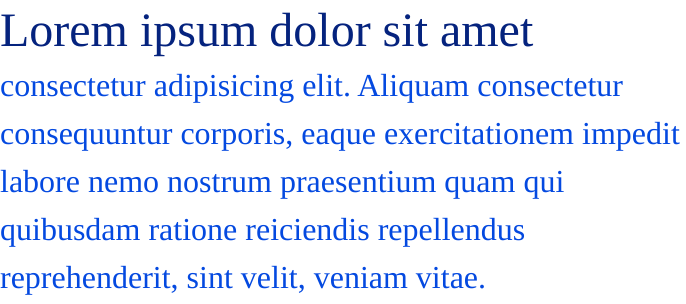 Lorem ipsum dolor sit amet
consectetur adipisicing elit. Aliquam consectetur
consequuntur corporis, eaque exercitationem impedit
labore nemo nostrum praesentium quam qui
quibusdam ratione reiciendis repellendus
reprehenderit, sint velit, veniam vitae.